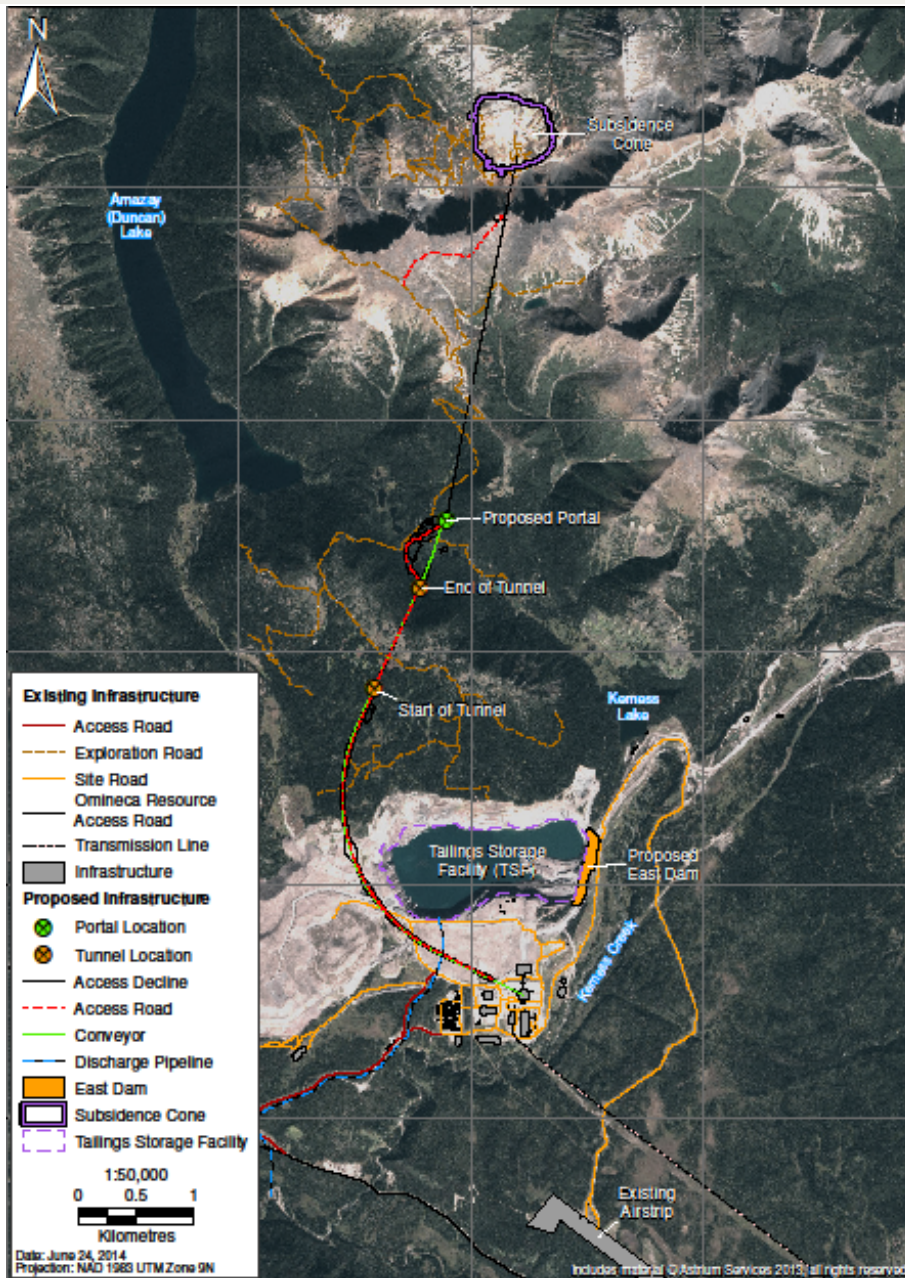 N
Subsidence
Cone
Amazay
(Duncan)
Lake
Proposed Portal
End of Tunnel
Start of Tunnel
Kemess
Lake
Tailings Storage
Facility (TSF)
Proposed
East Dam
Kemess Creek
Existing
Airstrip
Existing Infrastructure
Access Road
Exploration Road
Site Road
Omineca Resource
Access Road
Transmission Line
Infrastructure
Proposed Infrastructure
Portal Location
Tunnel Location
Access Decline
Access Road
Conveyor
Discharge Pipeline
East Dam
Subsidence Cone
Tailings Storage Facility
1:50,000
0 0.5 1
Kilometres
Date: June 24, 2014
Projection: NAD 1983 UTM Zone 9N
Includes material © Astrium Services 2013, all rights reserved